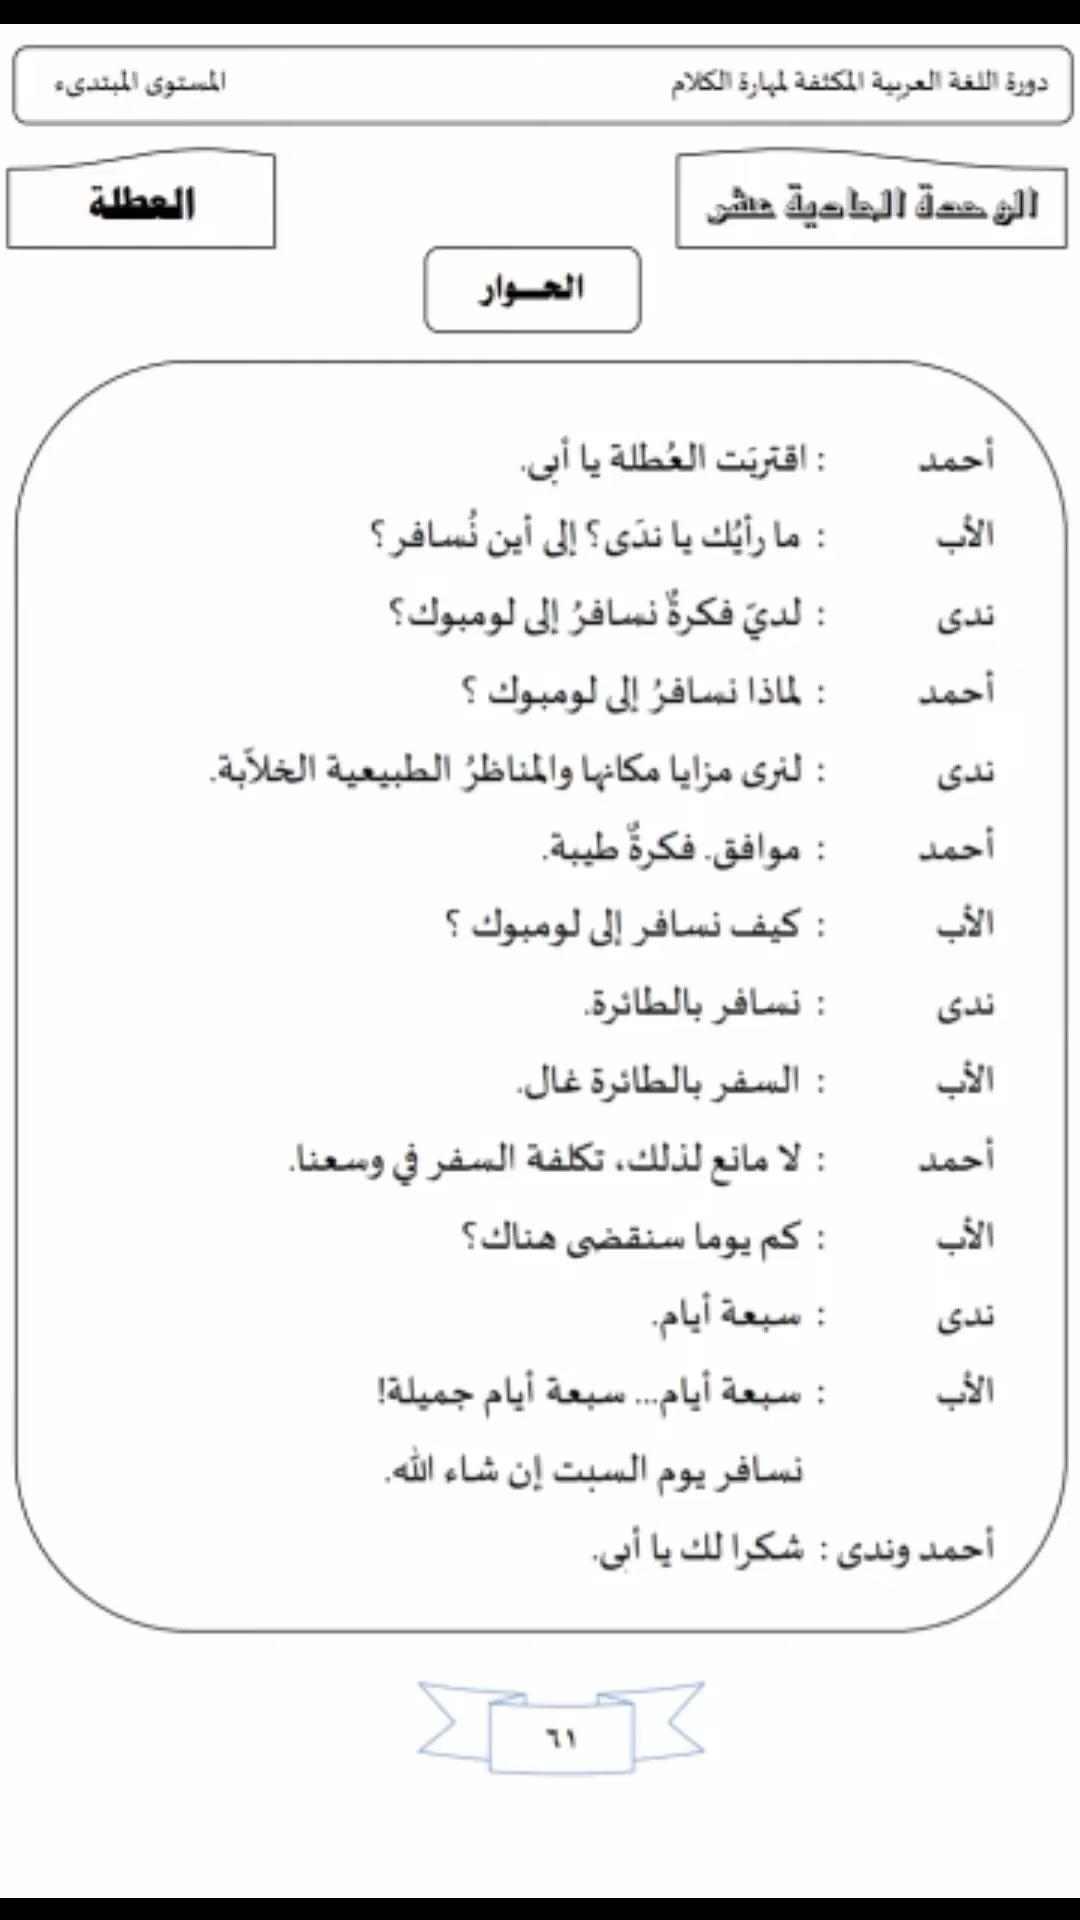 دورة اللغة العربية المكثفة لمهارة الكلام المستوى المبتدىء
الوحدة الحادية عشر العطلة
الحـوار
أحمد : اقتربَت العُطلة يا أبى.
الأب : ما رأيُك يا ندَى؟ إلى أين نُسافر؟
ندى : لديَ فكرةٌ نسافرُ إلى لومبوك؟
أحمد : لماذا نسافرُ إلى لومبوك ؟
ندى : لنرى مزايا مكانها والمناظرُ الطبيعية الخلاّبة.
أحمد : موافق. فكرةٌ طيبة.
الأب : كيف نسافر إلى لومبوك ؟
ندى : نسافر بالطائرة.
الأب : السفر بالطائرة غال.
أحمد : لا مانع لذلك، تكلفة السفر في وسعنا.
الأب : كم يوما سنقضى هناك؟
ندى : سبعة أيام.
الأب : سبعة أيام... سبعة أيام جميلة!
نسافر يوم السبت إن شاء الله.
أحمد وندى : شكرا لك يا أبى.
٦١